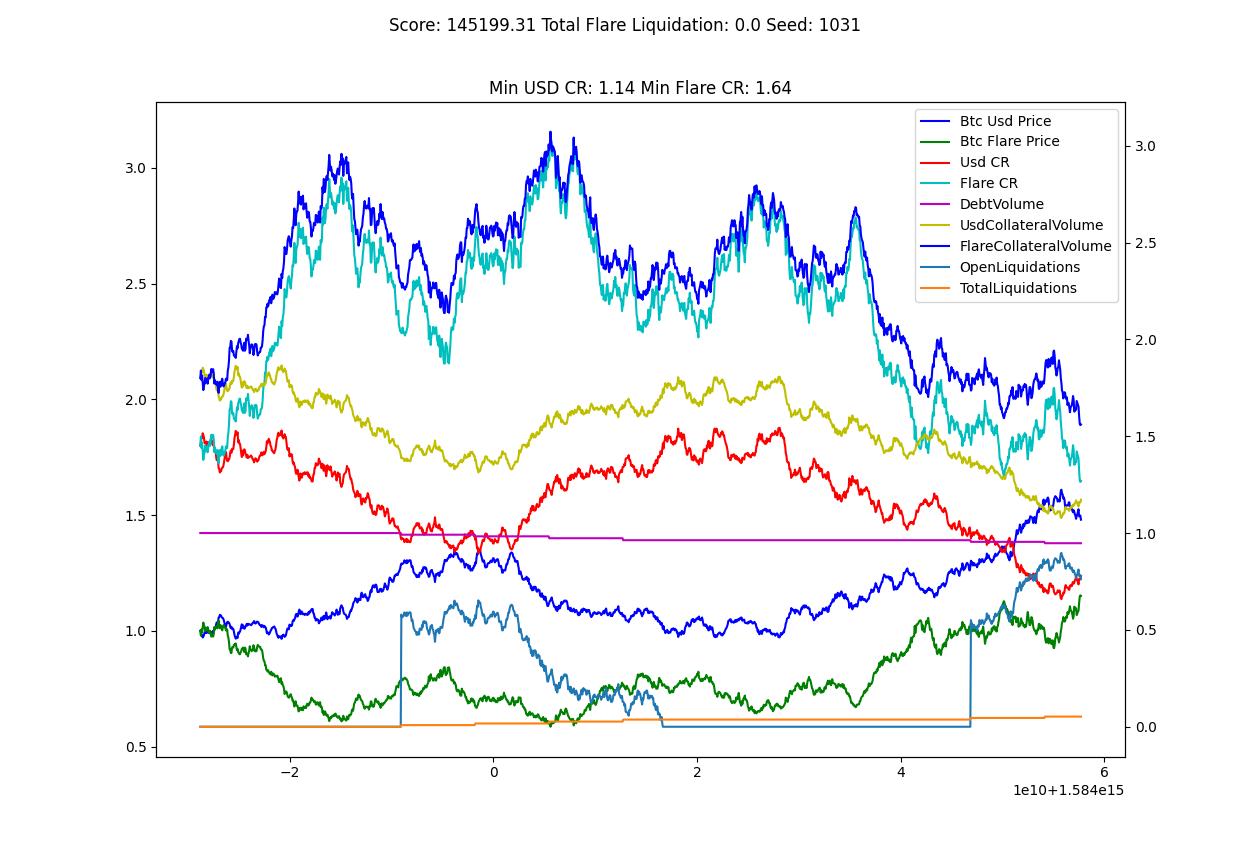 Score: 145199.31 Total Flare Liquidation: 0.0 Seed: 1031
Min USD CR: 1.14 Min Flare CR: 1.64
Btc Usd Price
Btc Flare Price
Usd CR
Flare CR
DebtVolume
UsdCollateralVolume
FlareCollateralVolume
OpenLiquidations
TotalLiquidations
3.0
2.5
2.0
1.5
1.0
0.5
3.0
2.5
2.0
1.5
1.0
0.5
0.0
−2
0
2
4
6
1e10+1.584e15